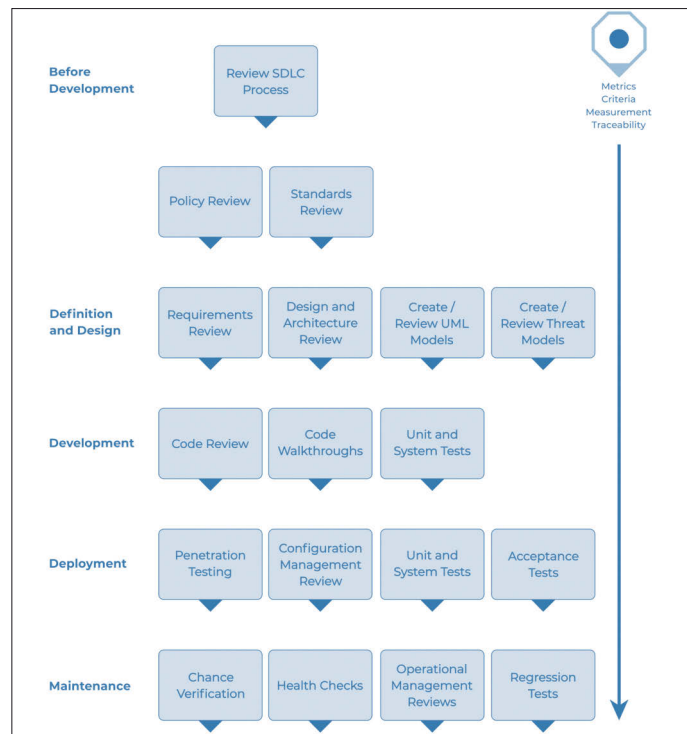 Before
Development
Review SDLC
Process
Metrics
Criteria
Measurement
Traceability
Policy Review
Standards
Review
Definition
and Design
Requirements
Review
Design and
Architecture
Review
Create /
Review UML
Models
Create /
Review Threat
Models
Development
Code Review
Code
Walkthroughs
Unit and
System Tests
Deployment
Penetration
Testing
Configuration
Management
Review
Unit and
System Tests
Acceptance
Tests
Maintenance
Chance
Verification
Health Checks
Operational
Management
Reviews
Regression
Tests